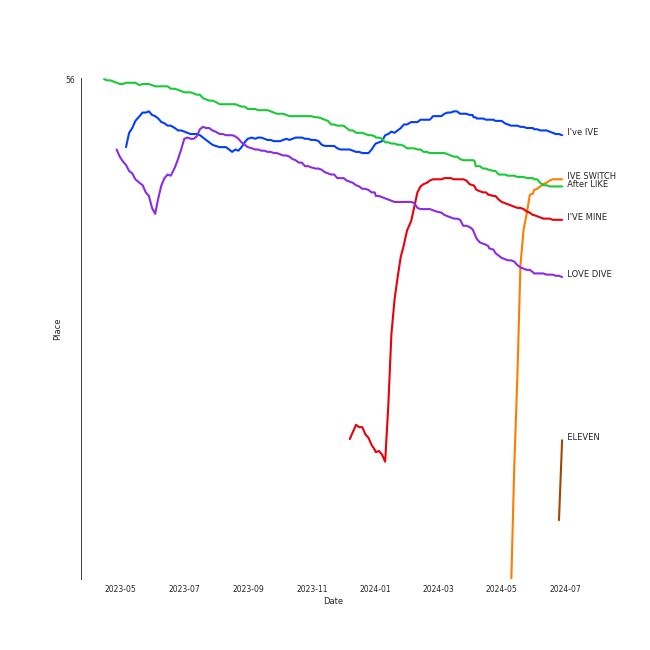 56
I've IVE
IVE SWITCH
After LIKE
I'VE MINE
LOVE DIVE
Place
ELEVEN
2023-05 2023-07 2023-09 2023-11 2024-01 2024-03 2024-05 2024-07
Date